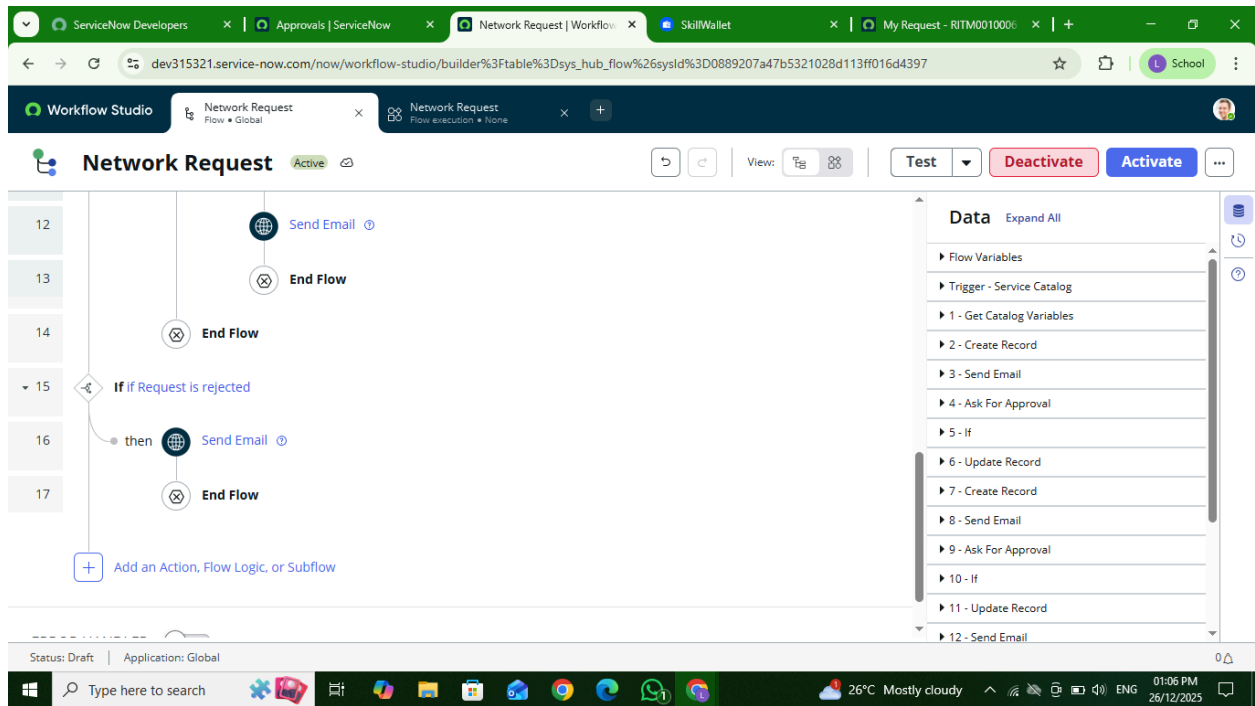 ServiceNow Developers
Approvals | ServiceNow
Network Request | Workflow
SkillWallet
My Request - RITM0010006
dev315321.service-now.com/now/workflow-studio/builder%3Ftable%3Dsys_hub_flow%26sysId%3D0889207a47b5321028d113ff016d4397
L School
Workflow Studio
Network Request
Flow • Global
Network Request
Flow execution • None
Network Request Active
View:
Test
Deactivate
Activate
12 Send Email
13 End Flow
14 End Flow
15 If if Request is rejected
16 then Send Email
17 End Flow
Add an Action, Flow Logic, or Subflow
Data Expand All
Flow Variables
Trigger - Service Catalog
1 - Get Catalog Variables
2 - Create Record
3 - Send Email
4 - Ask For Approval
5 - If
6 - Update Record
7 - Create Record
8 - Send Email
9 - Ask For Approval
10 - If
11 - Update Record
12 - Send Email
Status: Draft | Application: Global
0
Type here to search
26°C Mostly cloudy
ENG
01:06 PM
26/12/2025